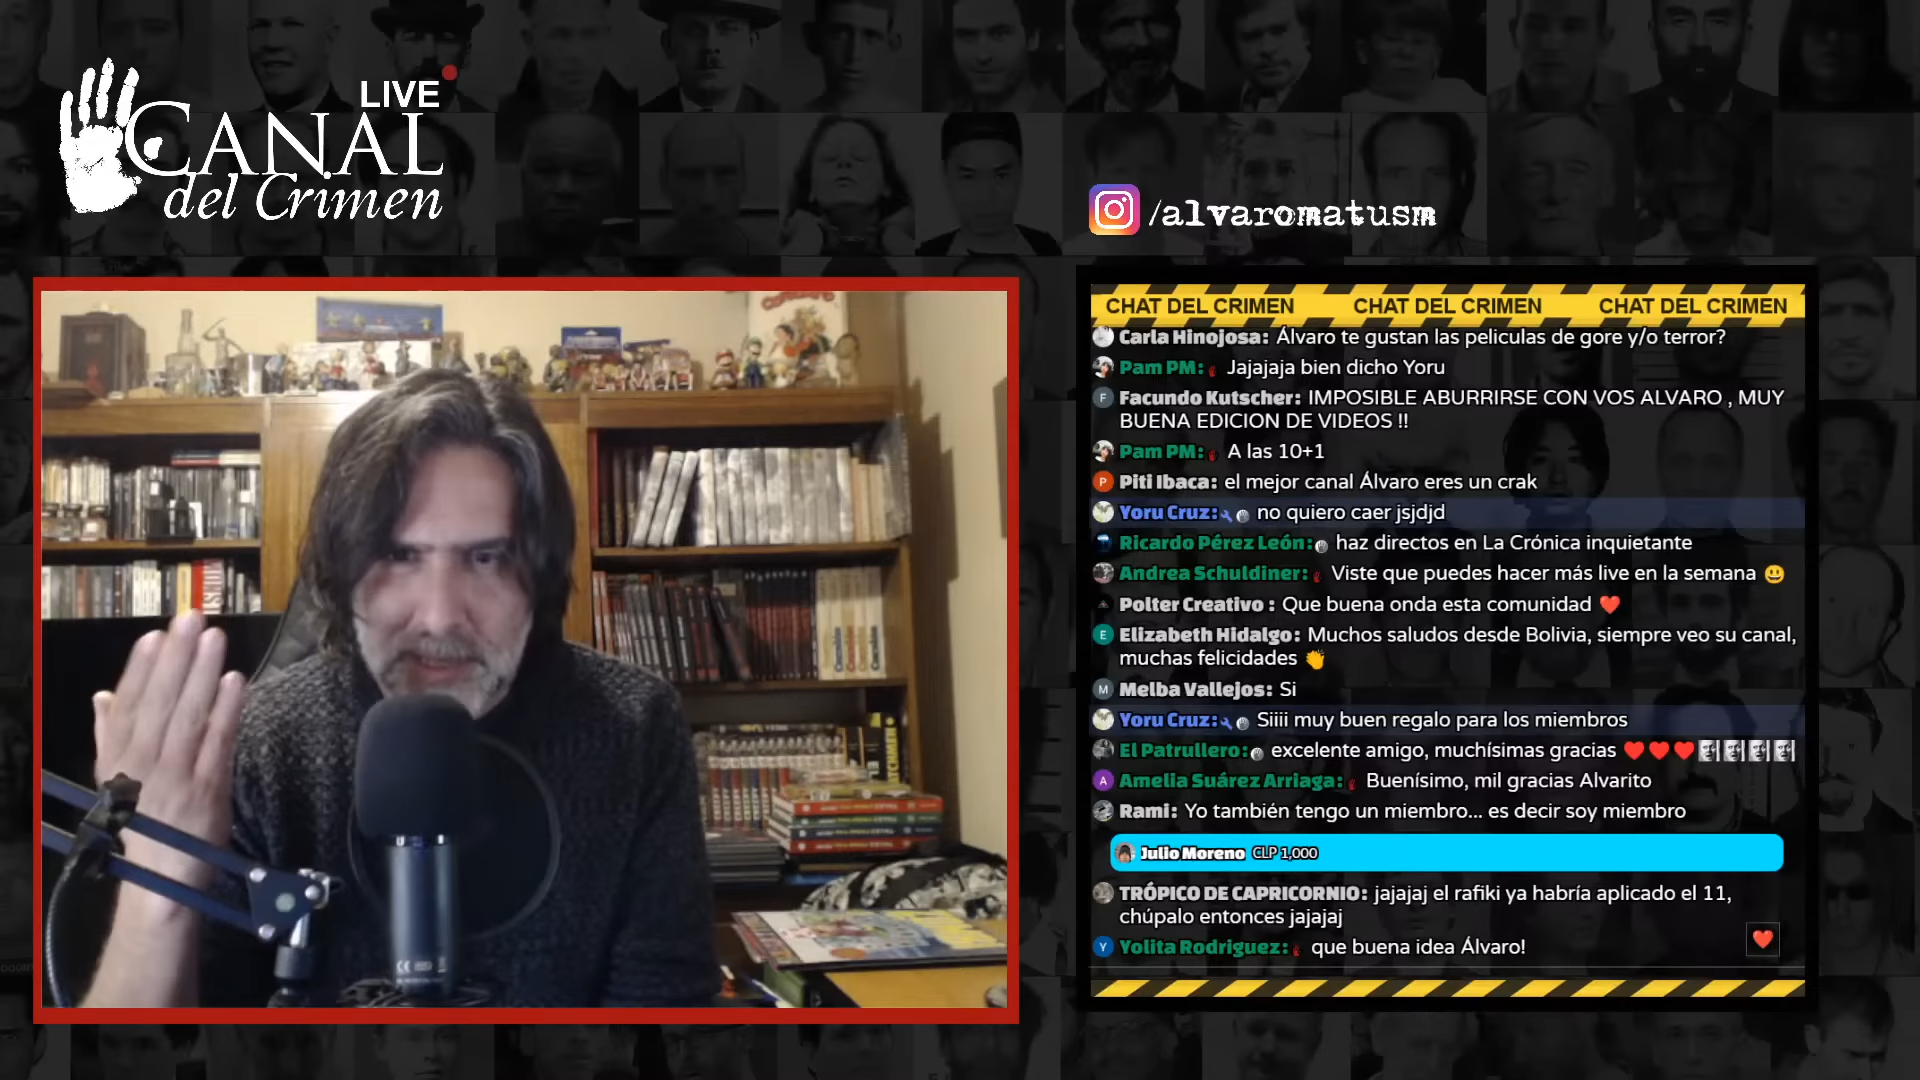 LIVE
CANAL
del Crimen
/alvaromatusm
CHAT DEL CRIMEN CHAT DEL CRIMEN CHAT DEL CRIMEN
Carla Hinojosa: Álvaro te gustan las peliculas de gore y/o terror?
Pam PM: Jajajaja bien dicho Yoru
F Facundo Kutscher: IMPOSIBLE ABURRIRSE CON VOS ALVARO , MUY
BUENA EDICION DE VIDEOS !!
Pam PM: A las 10+1
P Piti Ibaca: el mejor canal Álvaro eres un crak
Yoru Cruz: no quiero caer jsjdjd
Ricardo Pérez León: haz directos en La Crónica inquietante
Andrea Schuldiner: Viste que puedes hacer más live en la semana 😃
Polter Creativo : Que buena onda esta comunidad ❤️
E Elizabeth Hidalgo: Muchos saludos desde Bolivia, siempre veo su canal,
muchas felicidades 👏
M Melba Vallejos: Si
Yoru Cruz: Siiii muy buen regalo para los miembros
El Patrullero: excelente amigo, muchísimas gracias ❤️❤️❤️
A Amelia Suárez Arriaga: Buenísimo, mil gracias Alvarito
Rami: Yo también tengo un miembro... es decir soy miembro
Julio Moreno CLP 1,000
TRÓPICO DE CAPRICORNIO: jajajaj el rafiki ya habría aplicado el 11,
chúpalo entonces jajajaj
Y Yolita Rodriguez: que buena idea Álvaro!